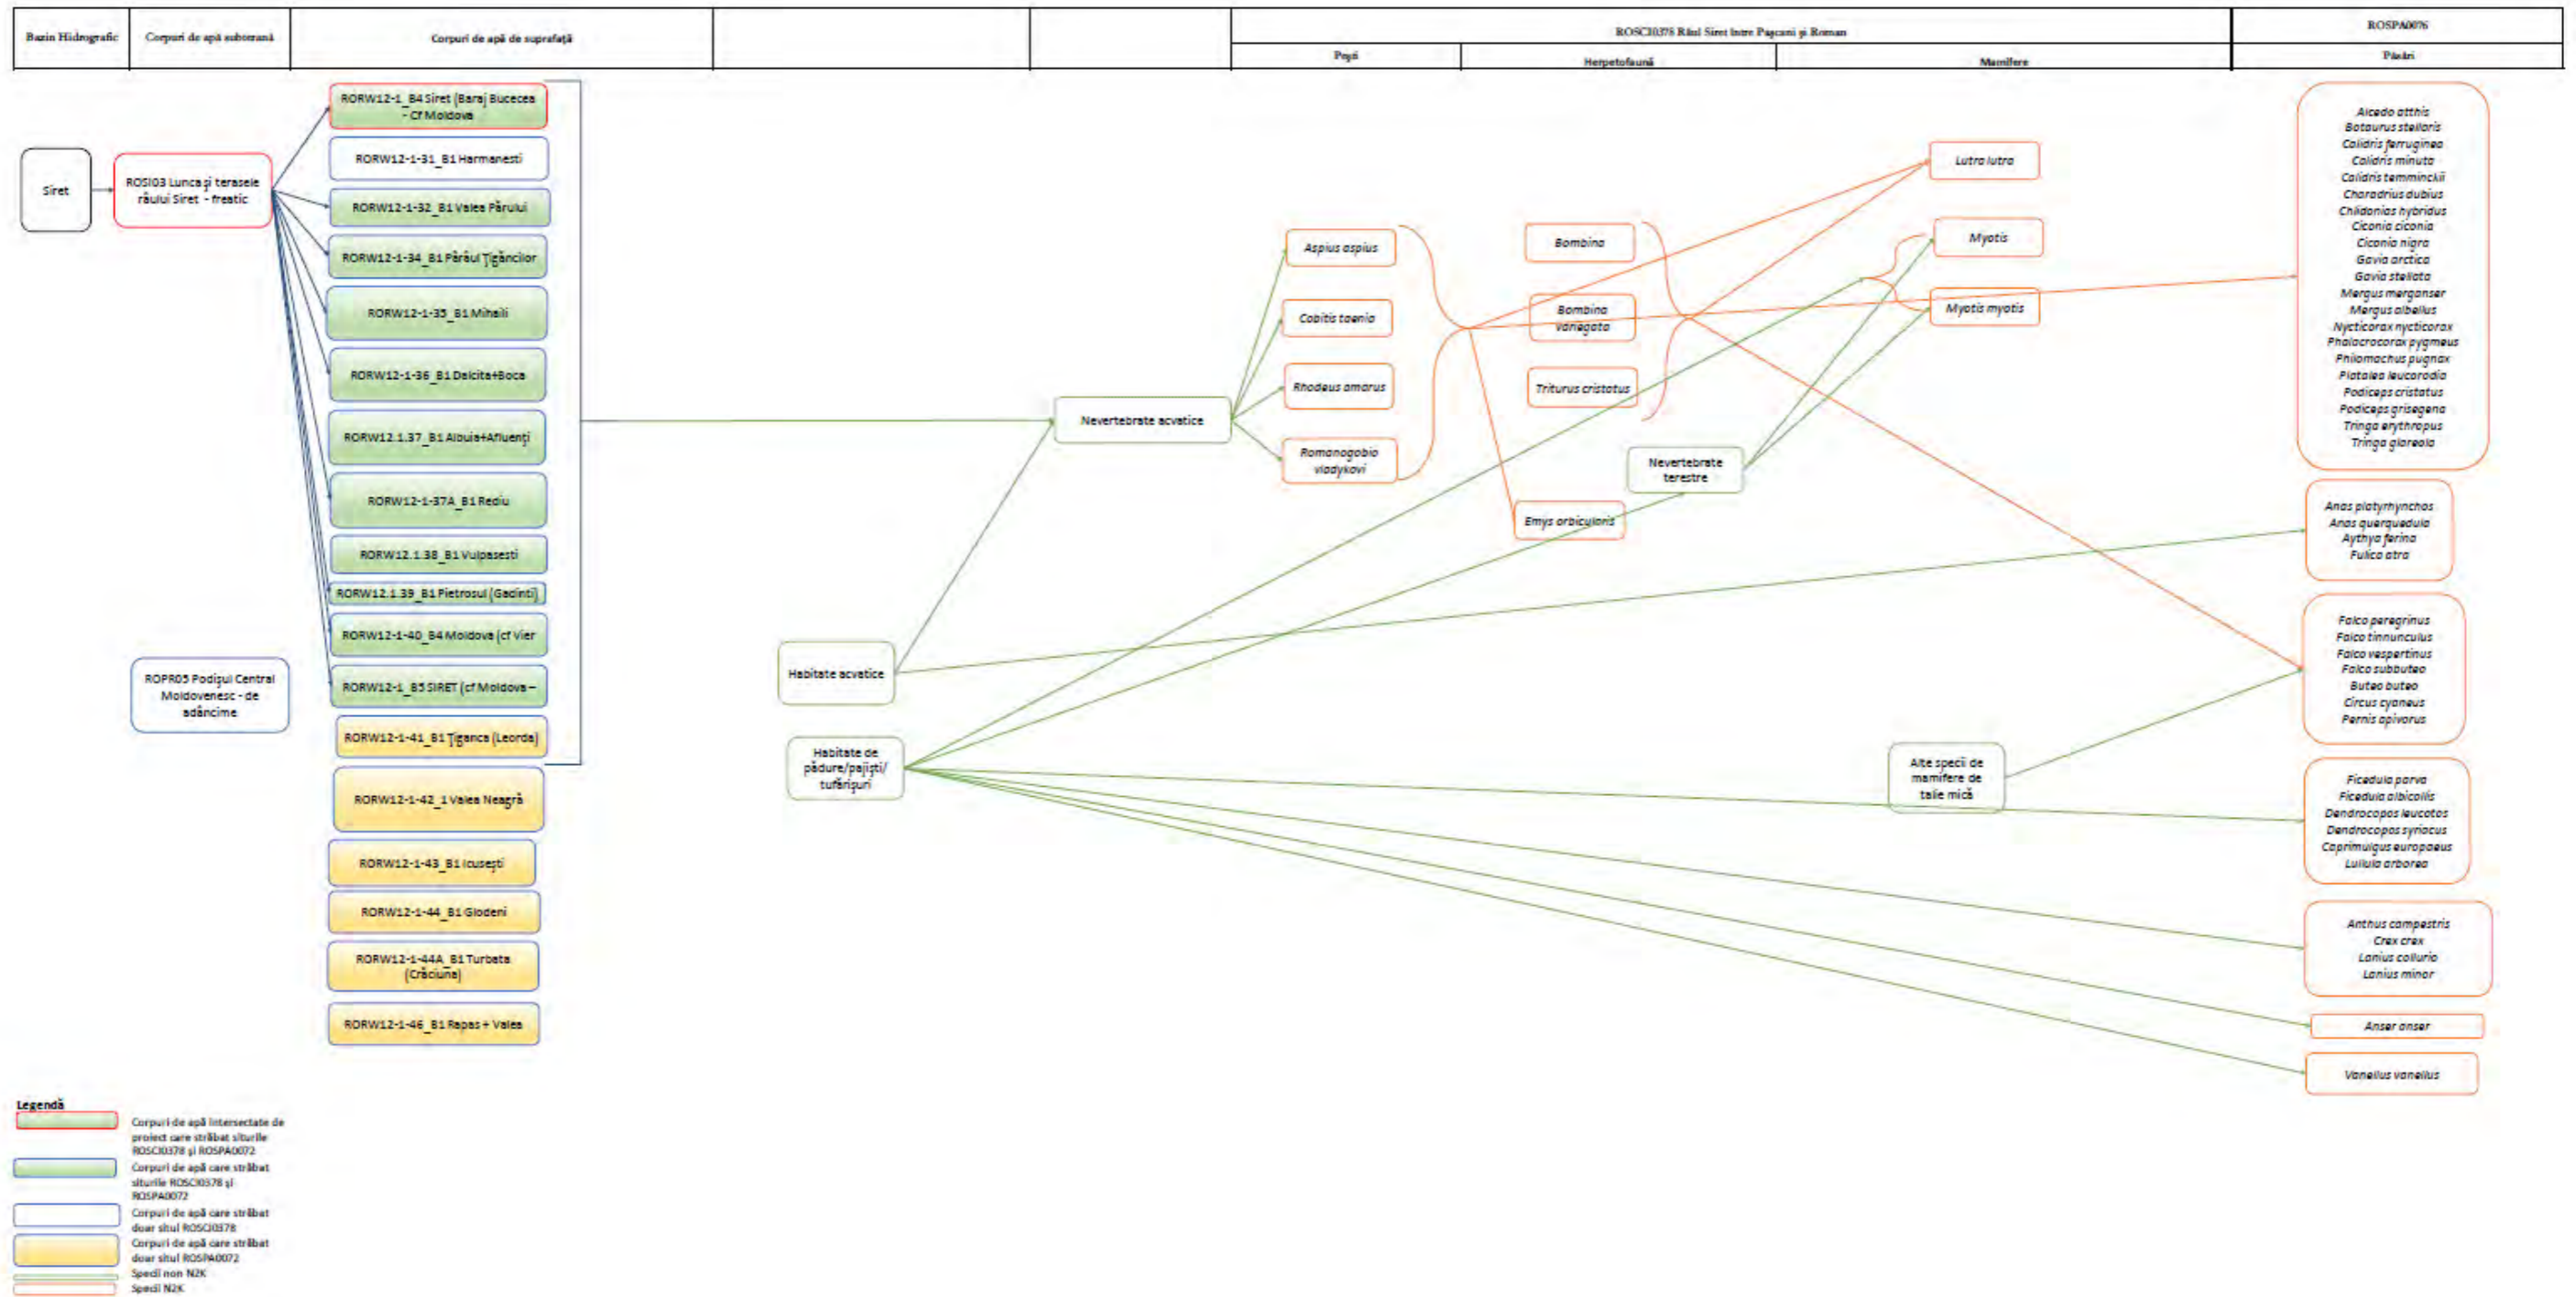 Bazin Hidrografic
Corpuri de apă subterană
Corpuri de apă de suprafață
ROSCI0378 Râul Siret între Pașcani și Roman
ROSPA0076
Pești
Herpetofaună
Mamifere
Păsări
Siret
ROSI03 Lunca și terasele
râului Siret - freatic
ROPR05 Podișul Central
Moldovenesc - de
adâncime
RORW12-1_B4 Siret (Baraj Bucecea
- Cf Moldova
RORW12-1-31_B1 Harmanesti
RORW12-1-32_B1 Valea Părului
RORW12-1-34_B1 Pârâul Țigăncilor
RORW12-1-35_B1 Mihaili
RORW12-1-36_B1 Dalcita+Boca
RORW12.1.37_B1 Albuia+Afluenți
RORW12-1-37A_B1 Rediu
RORW12.1.38_B1 Vulpasesti
RORW12.1.39_B1 Pietrosul (Gadinti)
RORW12-1-40_B4 Moldova (cf Vier
RORW12-1_B5 SIRET (cf Moldova –
RORW12-1-41_B1 Țiganca (Leorda)
RORW12-1-42_1 Valea Neagră
RORW12-1-43_B1 Icusești
RORW12-1-44_B1 Glodeni
RORW12-1-44A_B1 Turbata
(Crăciuna)
RORW12-1-46_B1 Rapas + Valea
Habitate acvatice
Habitate de
pădure/pajiști/
tufărișuri
Nevertebrate acvatice
Aspius aspius
Cobitis taenia
Rhodeus amarus
Romanogobio
vladykovi
Bombina
Bombina
variegata
Triturus cristatus
Nevertebrate
terestre
Emys orbicularis
Lutra lutra
Myotis
Myotis myotis
Alte specii de
mamifere de
talie mică
Alcedo atthis
Botaurus stellaris
Calidris ferruginea
Calidris minuta
Calidris temminckii
Charadrius dubius
Chlidonias hybridus
Ciconia ciconia
Ciconia nigra
Gavia arctica
Gavia stellata
Mergus merganser
Mergus albellus
Nycticorax nycticorax
Phalacrocorax pygmeus
Philomachus pugnax
Platalea leucorodia
Podiceps cristatus
Podiceps grisegena
Tringa erythropus
Tringa glareola
Anas platyrhynchos
Anas querquedula
Aythya ferina
Fulica atra
Falco peregrinus
Falco tinnunculus
Falco vespertinus
Falco subbuteo
Buteo buteo
Circus cyaneus
Pernis apivorus
Ficedula parva
Ficedula albicollis
Dendrocopos leucotos
Dendrocopos syriacus
Caprimulgus europaeus
Lullula arborea
Anthus campestris
Crex crex
Lanius collurio
Lanius minor
Anser anser
Vanellus vanellus
Legendă
Corpuri de apă intersectate de
proiect care străbat siturile
ROSCI0378 și ROSPA0072
Corpuri de apă care străbat
siturile ROSCI0378 și
ROSPA0072
Corpuri de apă care străbat
doar situl ROSCI0378
Corpuri de apă care străbat
doar situl ROSPA0072
Specii non N2K
Specii N2K